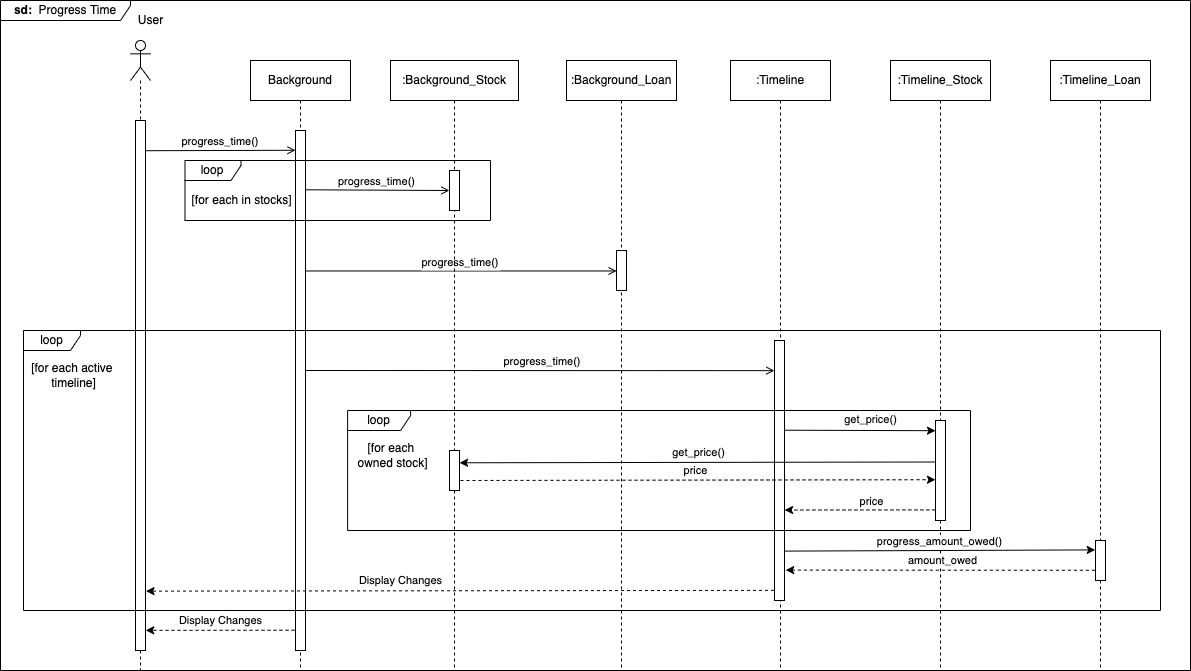 sd: Progress Time
User
Background
:Background_Stock
:Background_Loan
:Timeline
:Timeline_Stock
:Timeline_Loan
progress_time()
loop
[for each in stocks]
progress_time()
progress_time()
loop
[for each active
timeline]
progress_time()
loop
[for each
owned stock]
get_price()
get_price()
price
price
progress_amount_owed()
amount_owed
Display Changes
Display Changes